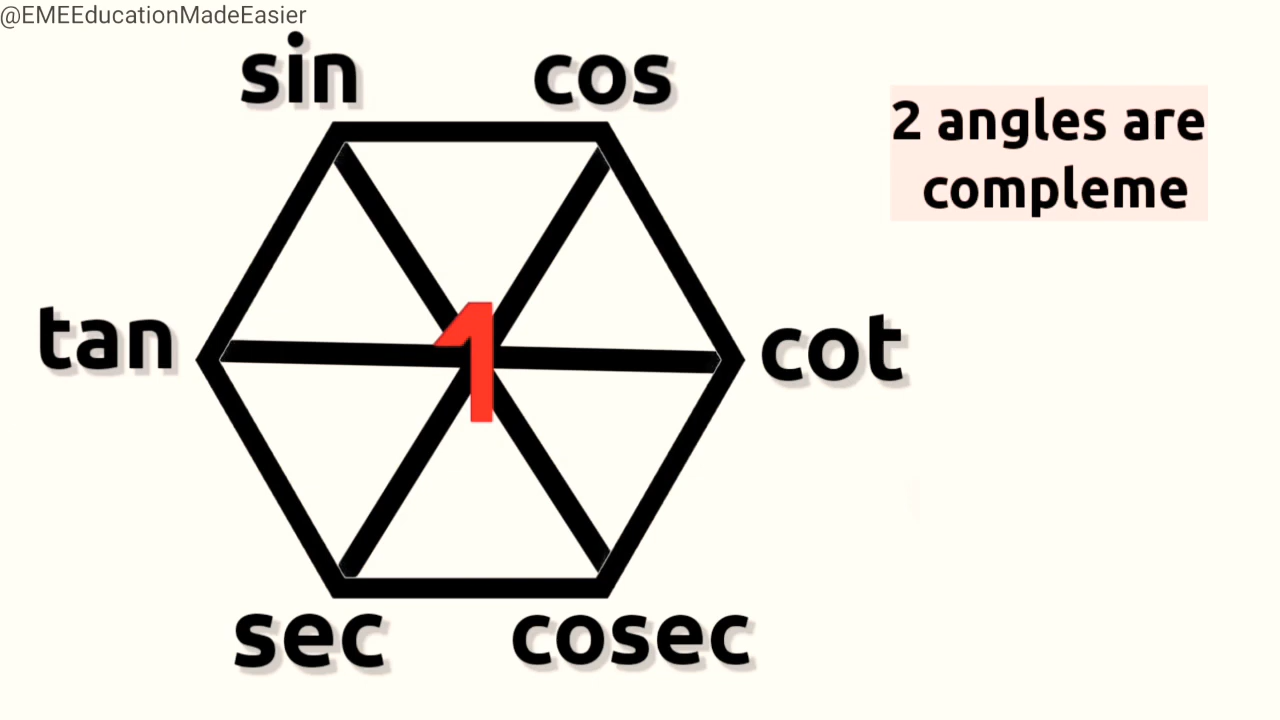 @EMEEducationMadeEasier
sin
cos
2 angles are
compleme
tan
1
cot
sec
cosec